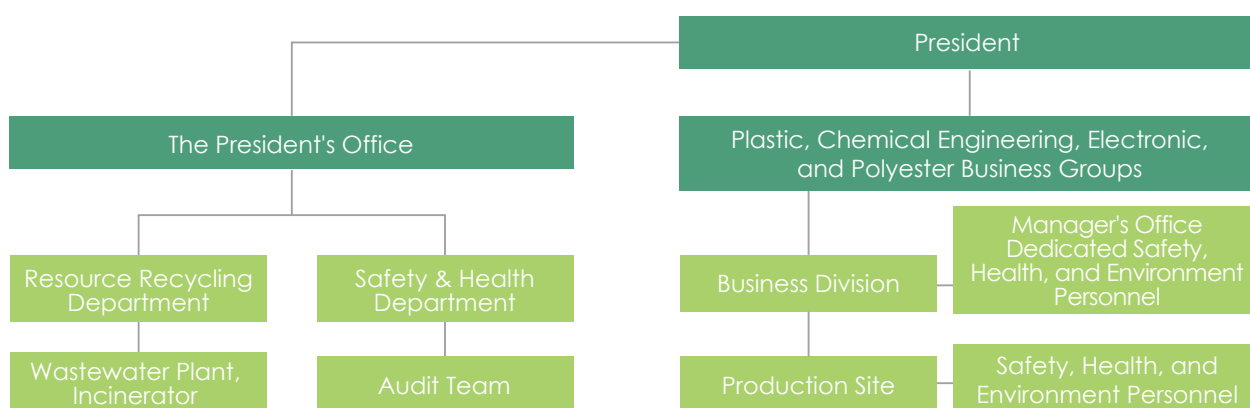 President
The President's Office
Plastic, Chemical Engineering, Electronic,
and Polyester Business Groups
Resource Recycling
Department
Safety & Health
Department
Business Division
Manager's Office
Dedicated Safety,
Health, and Environment
Personnel
Wastewater Plant,
Incinerator
Audit Team
Production Site
Safety, Health, and
Environment Personnel